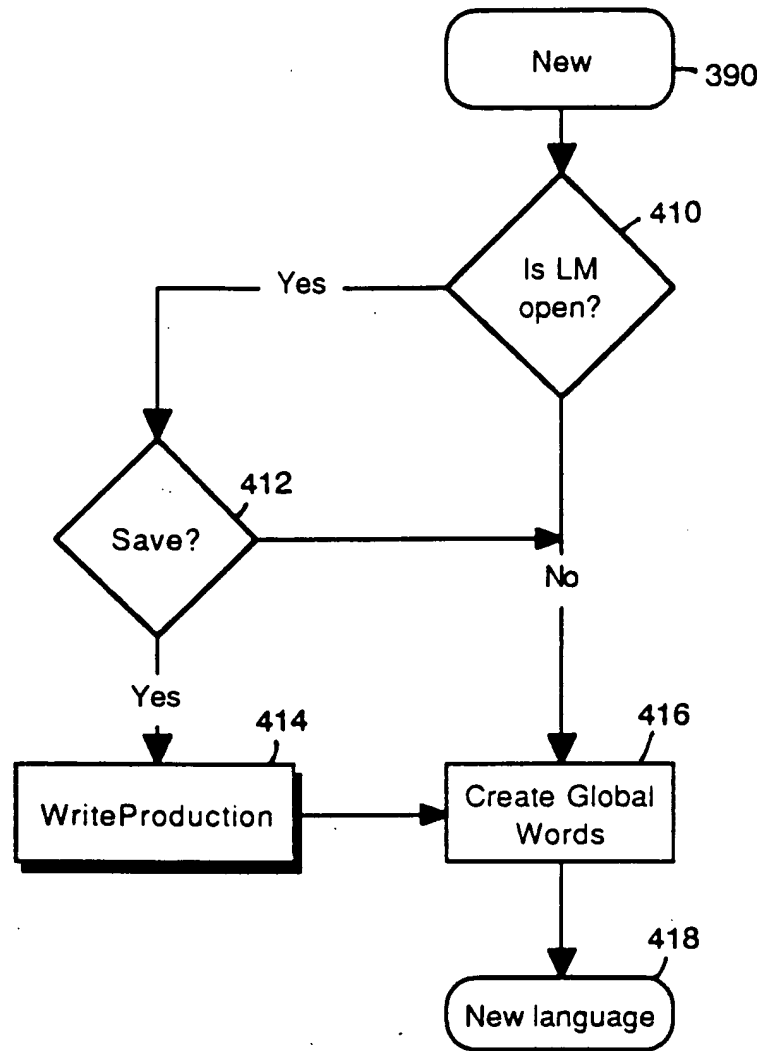 New
390
410
Is LM
open?
Yes
412
Save?
No
Yes
414
416
WriteProduction
Create Global
Words
418
New language